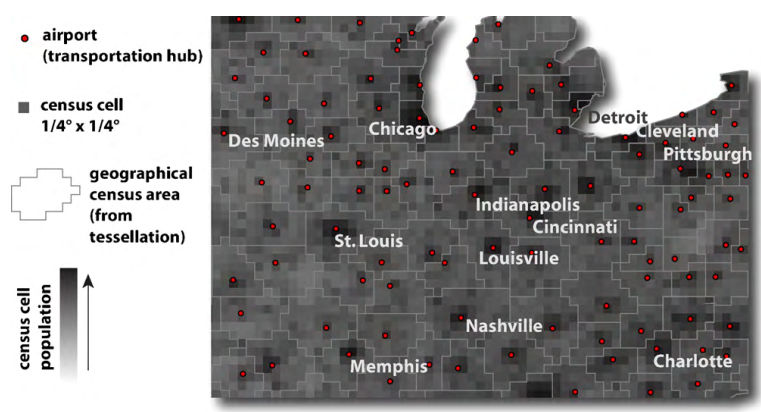 airport
(transportation hub)
census cell
1/4° x 1/4°
geographical
census area
(from
tessellation)
census cell
population
Des Moines
Chicago
Detroit
Cleveland
Pittsburgh
Indianapolis
Cincinnati
St. Louis
Louisville
Nashville
Memphis
Charlotte